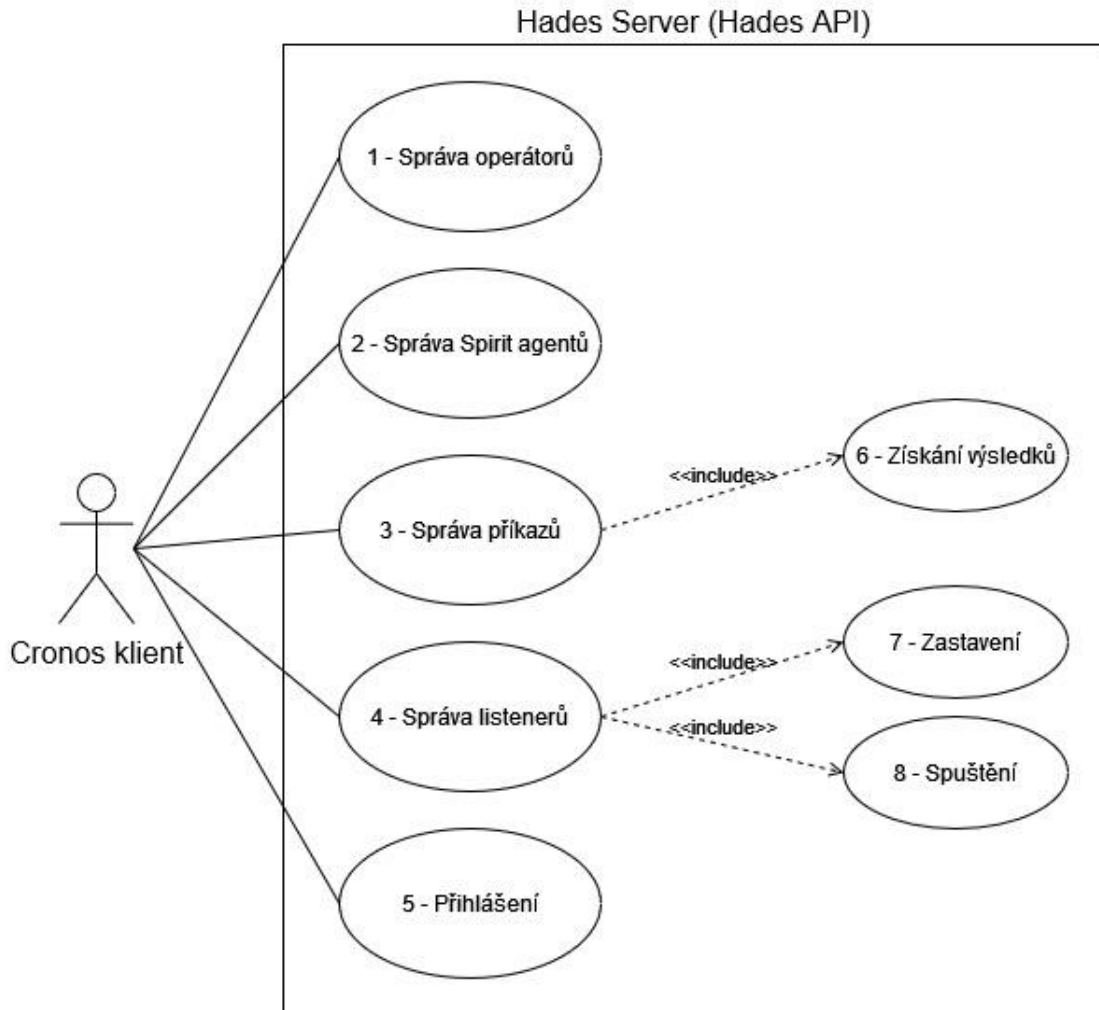 Hades Server (Hades API)
1 - Správa operátorů
2 - Správa Spirit agentů
3 - Správa příkazů
<<include>>
6 - Získání výsledků
4 - Správa listenerů
<<include>>
7 - Zastavení
<<include>>
8 - Spuštění
5 - Přihlášení
Cronos klient